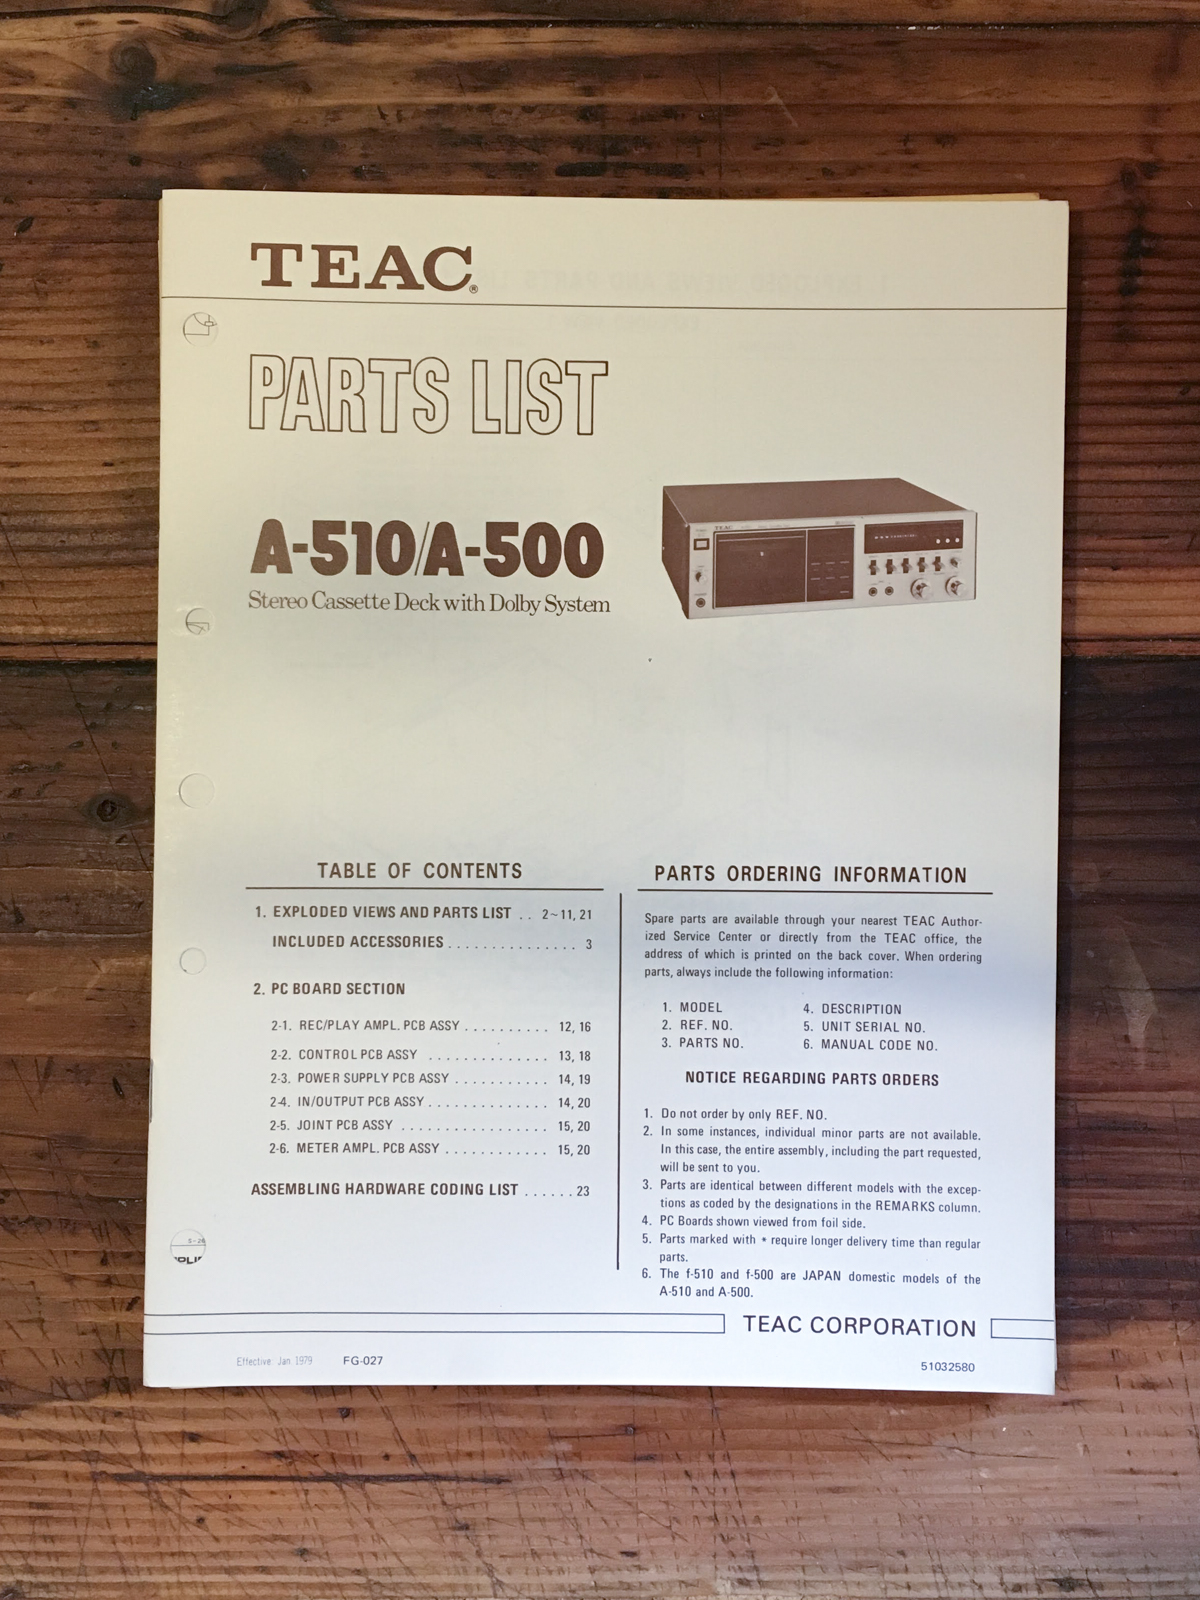 TEAC®
PARTS LIST
A-510/A-500
Stereo Cassette Deck with Dolby System
TEAC
TABLE OF CONTENTS
1. EXPLODED VIEWS AND PARTS LIST . . 2~11, 21
INCLUDED ACCESSORIES . . . . . . . . . . . . . . . 3
2. PC BOARD SECTION
2-1. REC/PLAY AMPL. PCB ASSY . . . . . . . . . . 12, 16
2-2. CONTROL PCB ASSY . . . . . . . . . . . . . . 13, 18
2-3. POWER SUPPLY PCB ASSY . . . . . . . . . . . 14, 19
2-4. IN/OUTPUT PCB ASSY . . . . . . . . . . . . . . 14, 20
2-5. JOINT PCB ASSY . . . . . . . . . . . . . . . . . 15, 20
2-6. METER AMPL. PCB ASSY . . . . . . . . . . . . 15, 20
ASSEMBLING HARDWARE CODING LIST . . . . . . 23
PARTS ORDERING INFORMATION
Spare parts are available through your nearest TEAC Author-
ized Service Center or directly from the TEAC office, the
address of which is printed on the back cover. When ordering
parts, always include the following information:
1. MODEL
2. REF. NO.
3. PARTS NO.
4. DESCRIPTION
5. UNIT SERIAL NO.
6. MANUAL CODE NO.
NOTICE REGARDING PARTS ORDERS
1. Do not order by only REF. NO.
2. In some instances, individual minor parts are not available.
In this case, the entire assembly, including the part requested,
will be sent to you.
3. Parts are identical between different models with the excep-
tions as coded by the designations in the REMARKS column.
4. PC Boards shown viewed from foil side.
5. Parts marked with * require longer delivery time than regular
parts.
6. The f-510 and f-500 are JAPAN domestic models of the
A-510 and A-500.
TEAC CORPORATION
Effective: Jan. 1979 FG-027
51032580